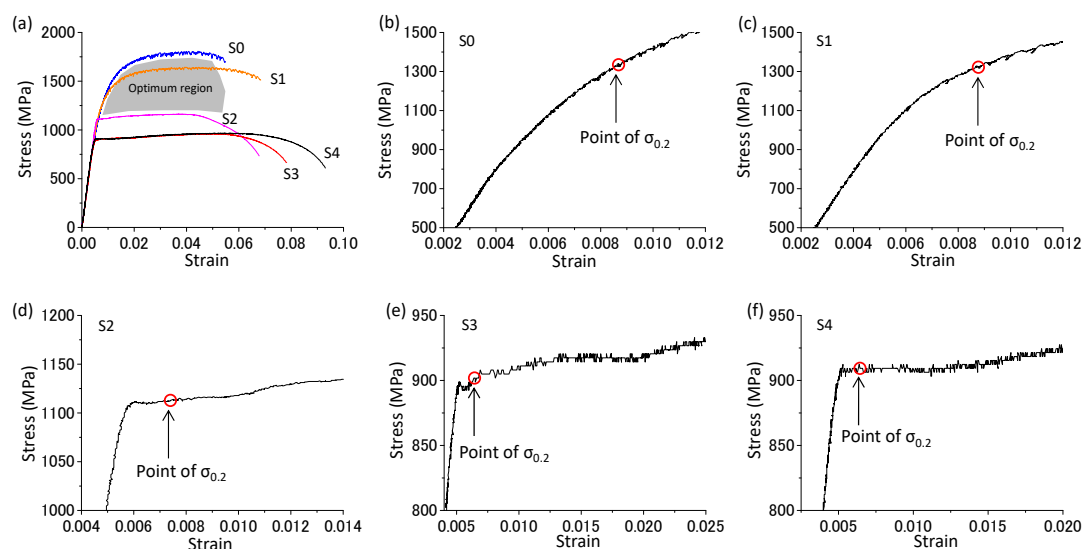 (a)
Stress (MPa)
2000
1500
1000
500
0
0.00 0.02 0.04 0.06 0.08 0.10
Strain
S0
S1
Optimum region
S2
S4
S3
(b)
S0
Stress (MPa)
1500
1300
1100
900
700
500
0.002 0.004 0.006 0.008 0.010 0.012
Strain
Point of σ0.2
(c)
S1
Stress (MPa)
1500
1300
1100
900
700
500
0.002 0.004 0.006 0.008 0.010 0.012
Strain
Point of σ0.2
(d)
S2
Stress (MPa)
1200
1175
1150
1125
1100
1075
1050
1025
1000
0.004 0.006 0.008 0.010 0.012 0.014
Strain
Point of σ0.2
(e)
S3
Stress (MPa)
950
900
850
800
0.005 0.010 0.015 0.020 0.025
Strain
Point of σ0.2
(f)
S4
Stress (MPa)
950
900
850
800
0.005 0.010 0.015 0.020
Strain
Point of σ0.2